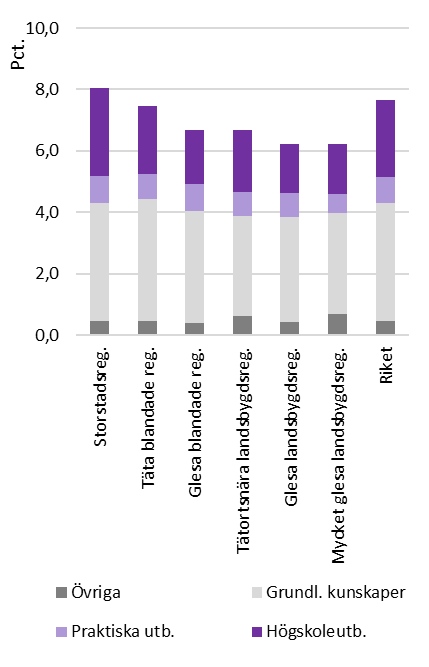 Pct.
10,0
8,0
6,0
4,0
2,0
0,0
Storstadsreg.
Täta blandade reg.
Glesa blandade reg.
Tätortsnära landsbygdsreg.
Glesa landsbygdsreg.
Mycket glesa landsbygdsreg.
Riket
Övriga
Grundl. kunskaper
Praktiska utb.
Högskoleutb.